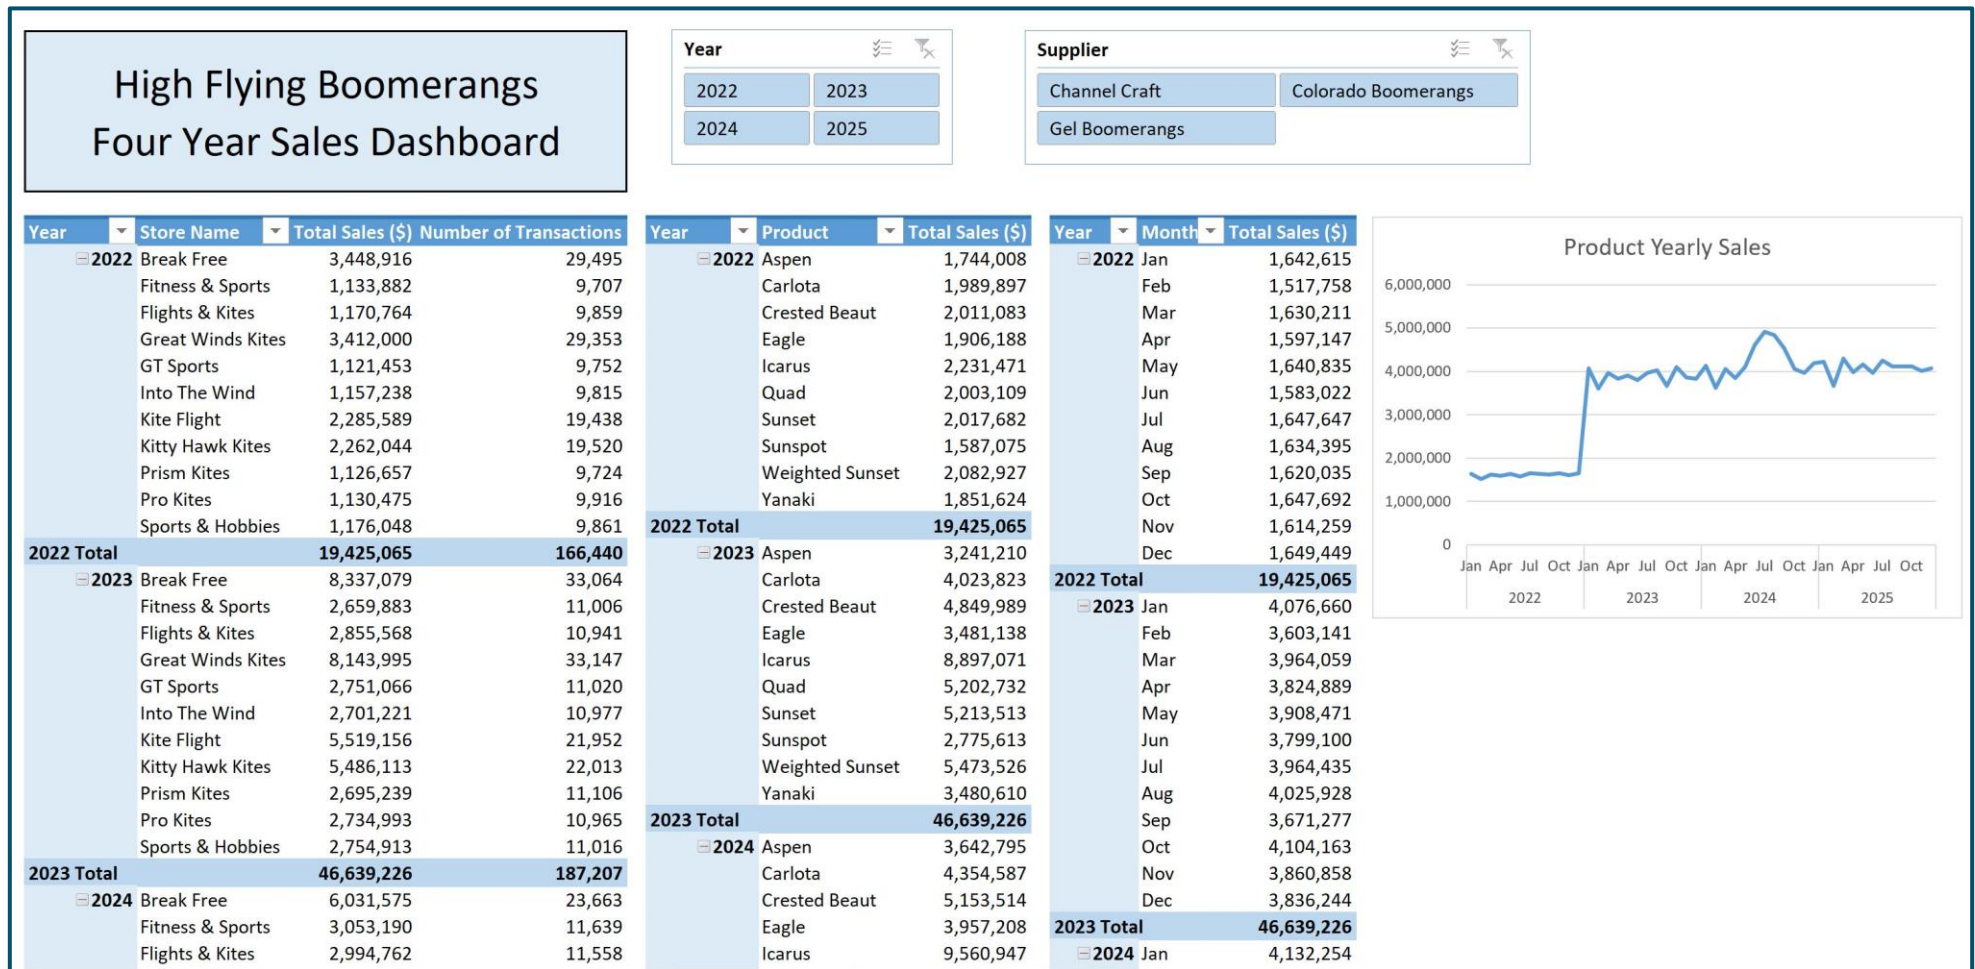 High Flying Boomerangs
Four Year Sales Dashboard
Year
2022 2023
2024 2025
Supplier
Channel Craft Colorado Boomerangs
Gel Boomerangs
Year Store Name Total Sales ($) Number of Transactions
2022 Break Free 3,448,916 29,495
Fitness & Sports 1,133,882 9,707
Flights & Kites 1,170,764 9,859
Great Winds Kites 3,412,000 29,353
GT Sports 1,121,453 9,752
Into The Wind 1,157,238 9,815
Kite Flight 2,285,589 19,438
Kitty Hawk Kites 2,262,044 19,520
Prism Kites 1,126,657 9,724
Pro Kites 1,130,475 9,916
Sports & Hobbies 1,176,048 9,861
2022 Total 19,425,065 166,440
2023 Break Free 8,337,079 33,064
Fitness & Sports 2,659,883 11,006
Flights & Kites 2,855,568 10,941
Great Winds Kites 8,143,995 33,147
GT Sports 2,751,066 11,020
Into The Wind 2,701,221 10,977
Kite Flight 5,519,156 21,952
Kitty Hawk Kites 5,486,113 22,013
Prism Kites 2,695,239 11,106
Pro Kites 2,734,993 10,965
Sports & Hobbies 2,754,913 11,016
2023 Total 46,639,226 187,207
2024 Break Free 6,031,575 23,663
Fitness & Sports 3,053,190 11,639
Flights & Kites 2,994,762 11,558
Year Product Total Sales ($)
2022 Aspen 1,744,008
Carlota 1,989,897
Crested Beaut 2,011,083
Eagle 1,906,188
Icarus 2,231,471
Quad 2,003,109
Sunset 2,017,682
Sunspot 1,587,075
Weighted Sunset 2,082,927
Yanaki 1,851,624
2022 Total 19,425,065
2023 Aspen 3,241,210
Carlota 4,023,823
Crested Beaut 4,849,989
Eagle 3,481,138
Icarus 8,897,071
Quad 5,202,732
Sunset 5,213,513
Sunspot 2,775,613
Weighted Sunset 5,473,526
Yanaki 3,480,610
2023 Total 46,639,226
2024 Aspen 3,642,795
Carlota 4,354,587
Crested Beaut 5,153,514
Eagle 3,957,208
Icarus 9,560,947
Year Month Total Sales ($)
2022 Jan 1,642,615
Feb 1,517,758
Mar 1,630,211
Apr 1,597,147
May 1,640,835
Jun 1,583,022
Jul 1,647,647
Aug 1,634,395
Sep 1,620,035
Oct 1,647,692
Nov 1,614,259
Dec 1,649,449
2022 Total 19,425,065
2023 Jan 4,076,660
Feb 3,603,141
Mar 3,964,059
Apr 3,824,889
May 3,908,471
Jun 3,799,100
Jul 3,964,435
Aug 4,025,928
Sep 3,671,277
Oct 4,104,163
Nov 3,860,858
Dec 3,836,244
2023 Total 46,639,226
2024 Jan 4,132,254
Product Yearly Sales
6,000,000
5,000,000
4,000,000
3,000,000
2,000,000
1,000,000
0
Jan Apr Jul Oct Jan Apr Jul Oct Jan Apr Jul Oct Jan Apr Jul Oct
2022 2023 2024 2025